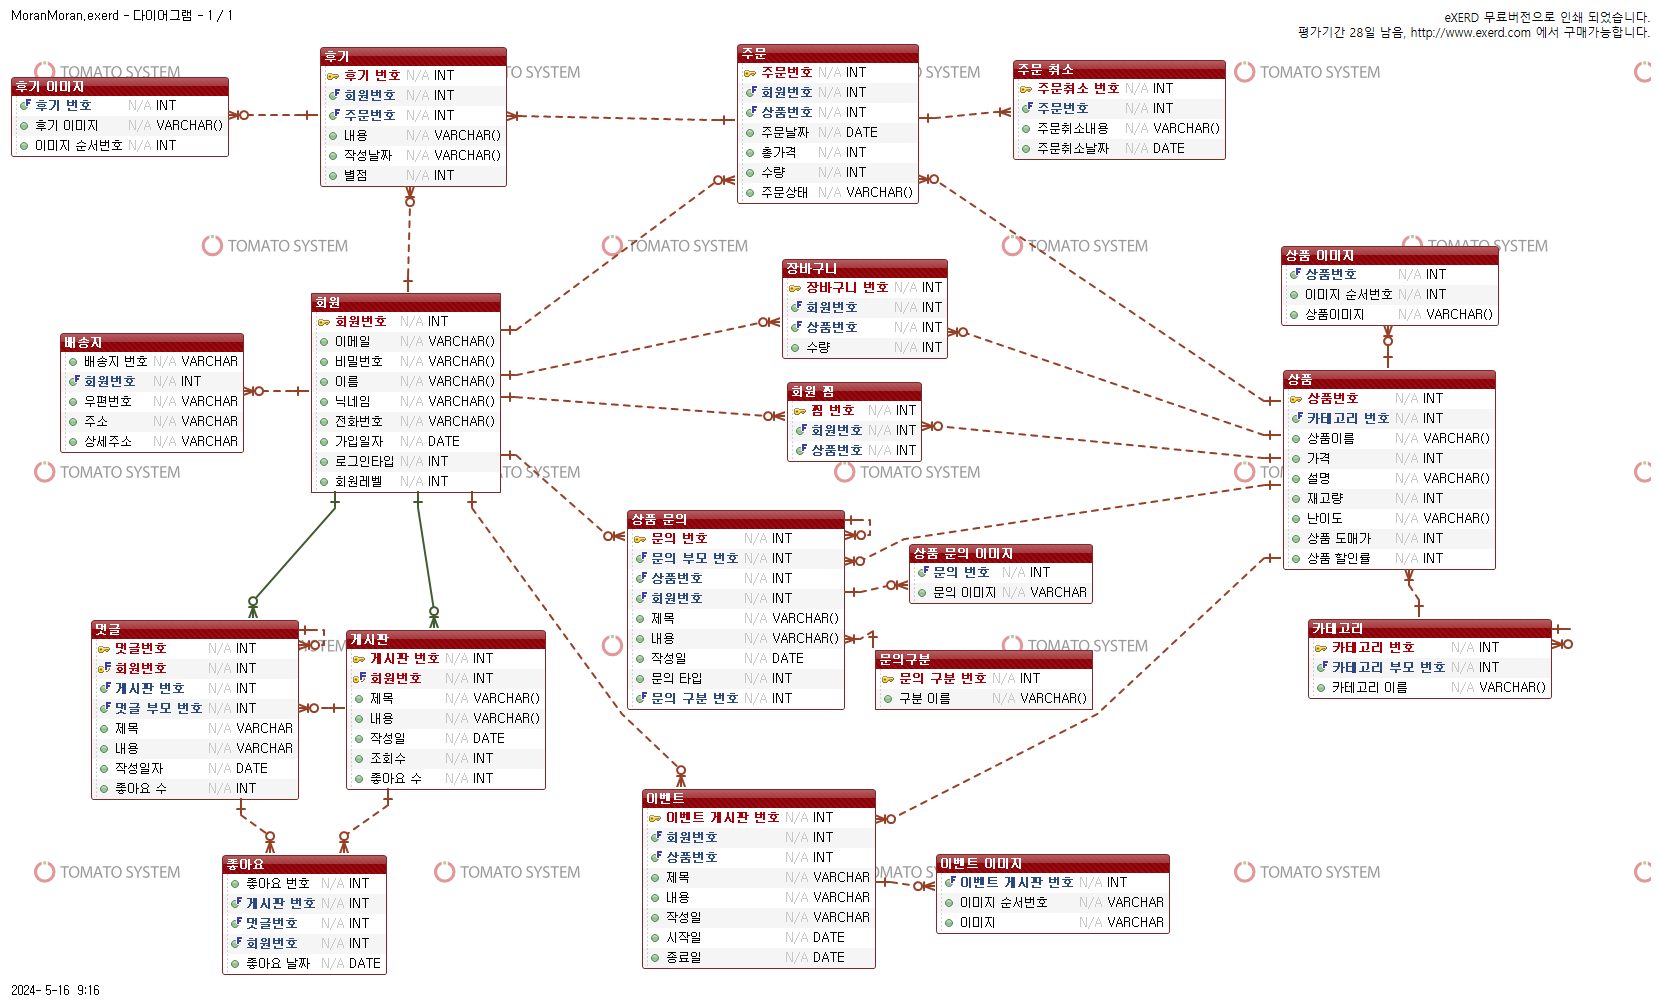 MoranMoran,exerd - 다이어그램 - 1 / 1
eXERD 무료버전으로 인쇄 되었습니다.
평가기간 28일 남음, http://www.exerd.com 에서 구매가능합니다.
후기 이미지
후기 번호 N/A INT
후기 이미지 N/A VARCHAR()
이미지 순서번호 N/A INT
후기
후기 번호 N/A INT
회원번호 N/A INT
주문번호 N/A INT
내용 N/A VARCHAR()
작성날짜 N/A VARCHAR()
별점 N/A INT
주문
주문번호 N/A INT
회원번호 N/A INT
상품번호 N/A INT
주문날짜 N/A DATE
총가격 N/A INT
수량 N/A INT
주문상태 N/A VARCHAR()
주문 취소
주문취소 번호 N/A INT
주문번호 N/A INT
주문취소내용 N/A VARCHAR()
주문취소날짜 N/A DATE
장바구니
장바구니 번호 N/A INT
회원번호 N/A INT
상품번호 N/A INT
수량 N/A INT
상품 이미지
상품번호 N/A INT
이미지 순서번호 N/A INT
상품이미지 N/A VARCHAR()
회원
회원번호 N/A INT
이메일 N/A VARCHAR()
비밀번호 N/A VARCHAR()
이름 N/A VARCHAR()
닉네임 N/A VARCHAR()
전화번호 N/A VARCHAR()
가입일자 N/A DATE
로그인타입 N/A INT
회원레벨 N/A INT
배송지
배송지 번호 N/A VARCHAR
회원번호 N/A INT
우편번호 N/A VARCHAR
주소 N/A VARCHAR
상세주소 N/A VARCHAR
회원 찜
찜 번호 N/A INT
회원번호 N/A INT
상품번호 N/A INT
상품
상품번호 N/A INT
카테고리 번호 N/A INT
상품이름 N/A VARCHAR()
가격 N/A INT
설명 N/A VARCHAR()
재고량 N/A INT
난이도 N/A VARCHAR()
상품 도매가 N/A INT
상품 할인률 N/A INT
상품 문의
문의 번호 N/A INT
문의 부모 번호 N/A INT
상품번호 N/A INT
회원번호 N/A INT
제목 N/A VARCHAR()
내용 N/A VARCHAR()
작성일 N/A DATE
문의 타입 N/A INT
문의 구분 번호 N/A INT
상품 문의 이미지
문의 번호 N/A INT
문의 이미지 N/A VARCHAR
문의구분
문의 구분 번호 N/A INT
구분 이름 N/A VARCHAR()
카테고리
카테고리 번호 N/A INT
카테고리 부모 번호 N/A INT
카테고리 이름 N/A VARCHAR()
댓글
댓글번호 N/A INT
회원번호 N/A INT
게시판 번호 N/A INT
댓글 부모 번호 N/A INT
제목 N/A VARCHAR
내용 N/A VARCHAR
작성일자 N/A DATE
좋아요 수 N/A INT
게시판
게시판 번호 N/A INT
회원번호 N/A INT
제목 N/A VARCHAR()
내용 N/A VARCHAR()
작성일 N/A DATE
조회수 N/A INT
좋아요 수 N/A INT
이벤트
이벤트 게시판 번호 N/A INT
회원번호 N/A INT
상품번호 N/A INT
제목 N/A VARCHAR
내용 N/A VARCHAR
작성일 N/A VARCHAR
시작일 N/A DATE
종료일 N/A DATE
이벤트 이미지
이벤트 게시판 번호 N/A INT
이미지 순서번호 N/A VARCHAR
이미지 N/A VARCHAR
좋아요
좋아요 번호 N/A INT
게시판 번호 N/A INT
댓글번호 N/A INT
회원번호 N/A INT
좋아요 날짜 N/A DATE
TOMATO SYSTEM
TOMATO SYSTEM
TOMATO SYSTEM
TOMATO SYSTEM
TOMATO SYSTEM
TOMATO SYSTEM
TOMATO SYSTEM
TOMATO SYSTEM
TOMATO SYSTEM
TOMATO SYSTEM
TOMATO SYSTEM
TOMATO SYSTEM
TOMATO SYSTEM
2024- 5-16 9:16